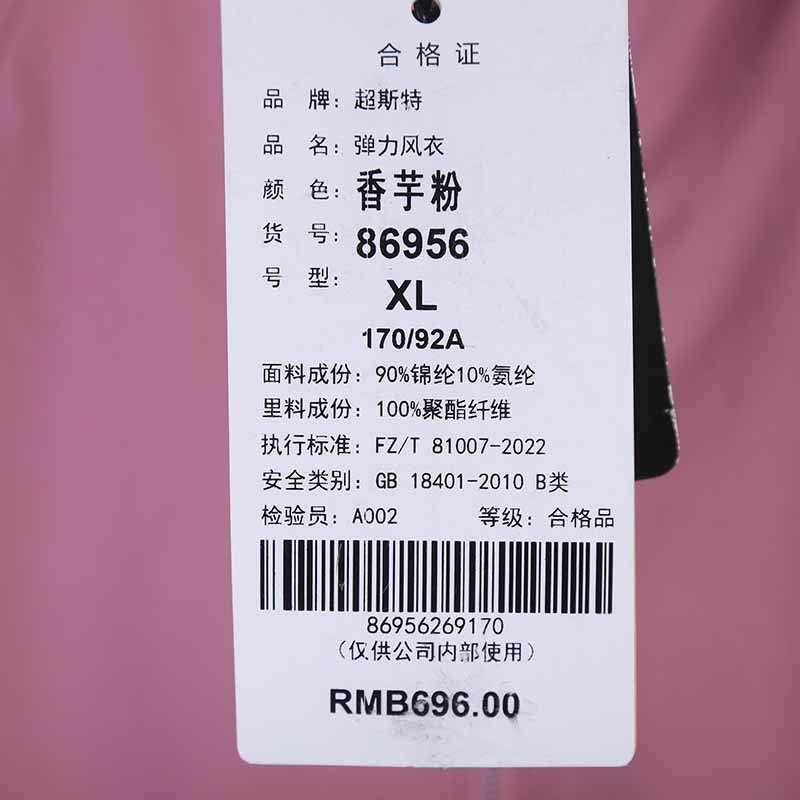 合格证
品 牌：超斯特
品 名：弹力风衣
颜 色：香芋粉
货 号：86956
号 型：XL
170/92A
面料成份：90%锦纶10%氨纶
里料成份：100%聚酯纤维
执行标准：FZ/T 81007-2022
安全类别：GB 18401-2010 B类
检验员：A002 等级：合格品
86956269170
（仅供公司内部使用）
RMB696.00